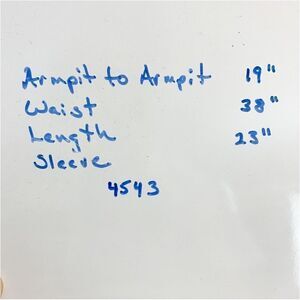 Armpit to Armpit 19"
Waist 38"
Length 23"
Sleeve
4543